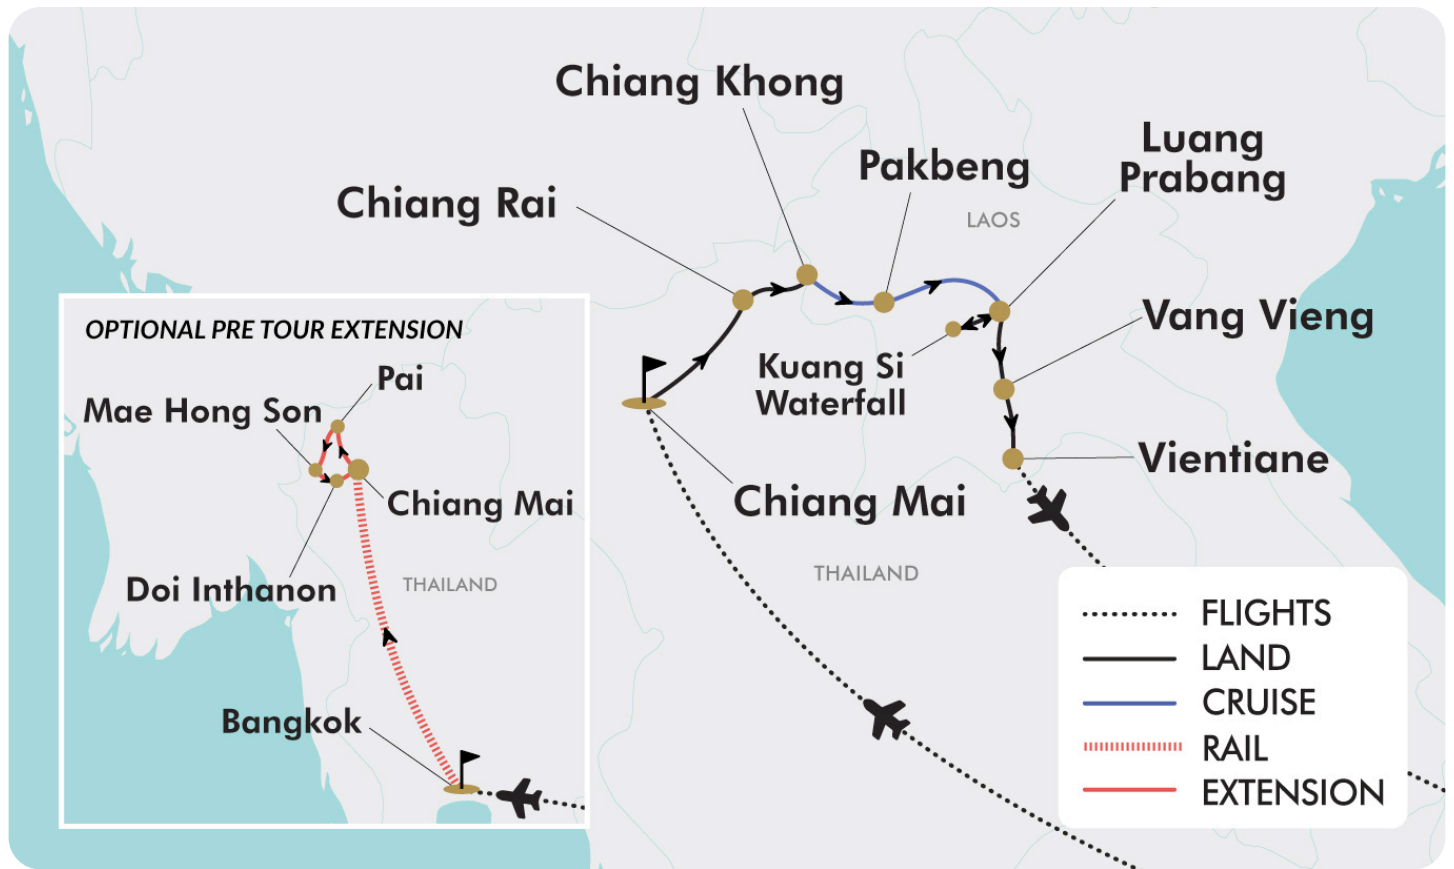 Chiang Khong
Luang
Prabang
Pakbeng
Chiang Rai
LAOS
Vang Vieng
Kuang Si
Waterfall
Vientiane
Chiang Mai
THAILAND
OPTIONAL PRE TOUR EXTENSION
Pai
Mae Hong Son
Chiang Mai
Doi Inthanon
THAILAND
Bangkok
FLIGHTS
LAND
CRUISE
RAIL
EXTENSION